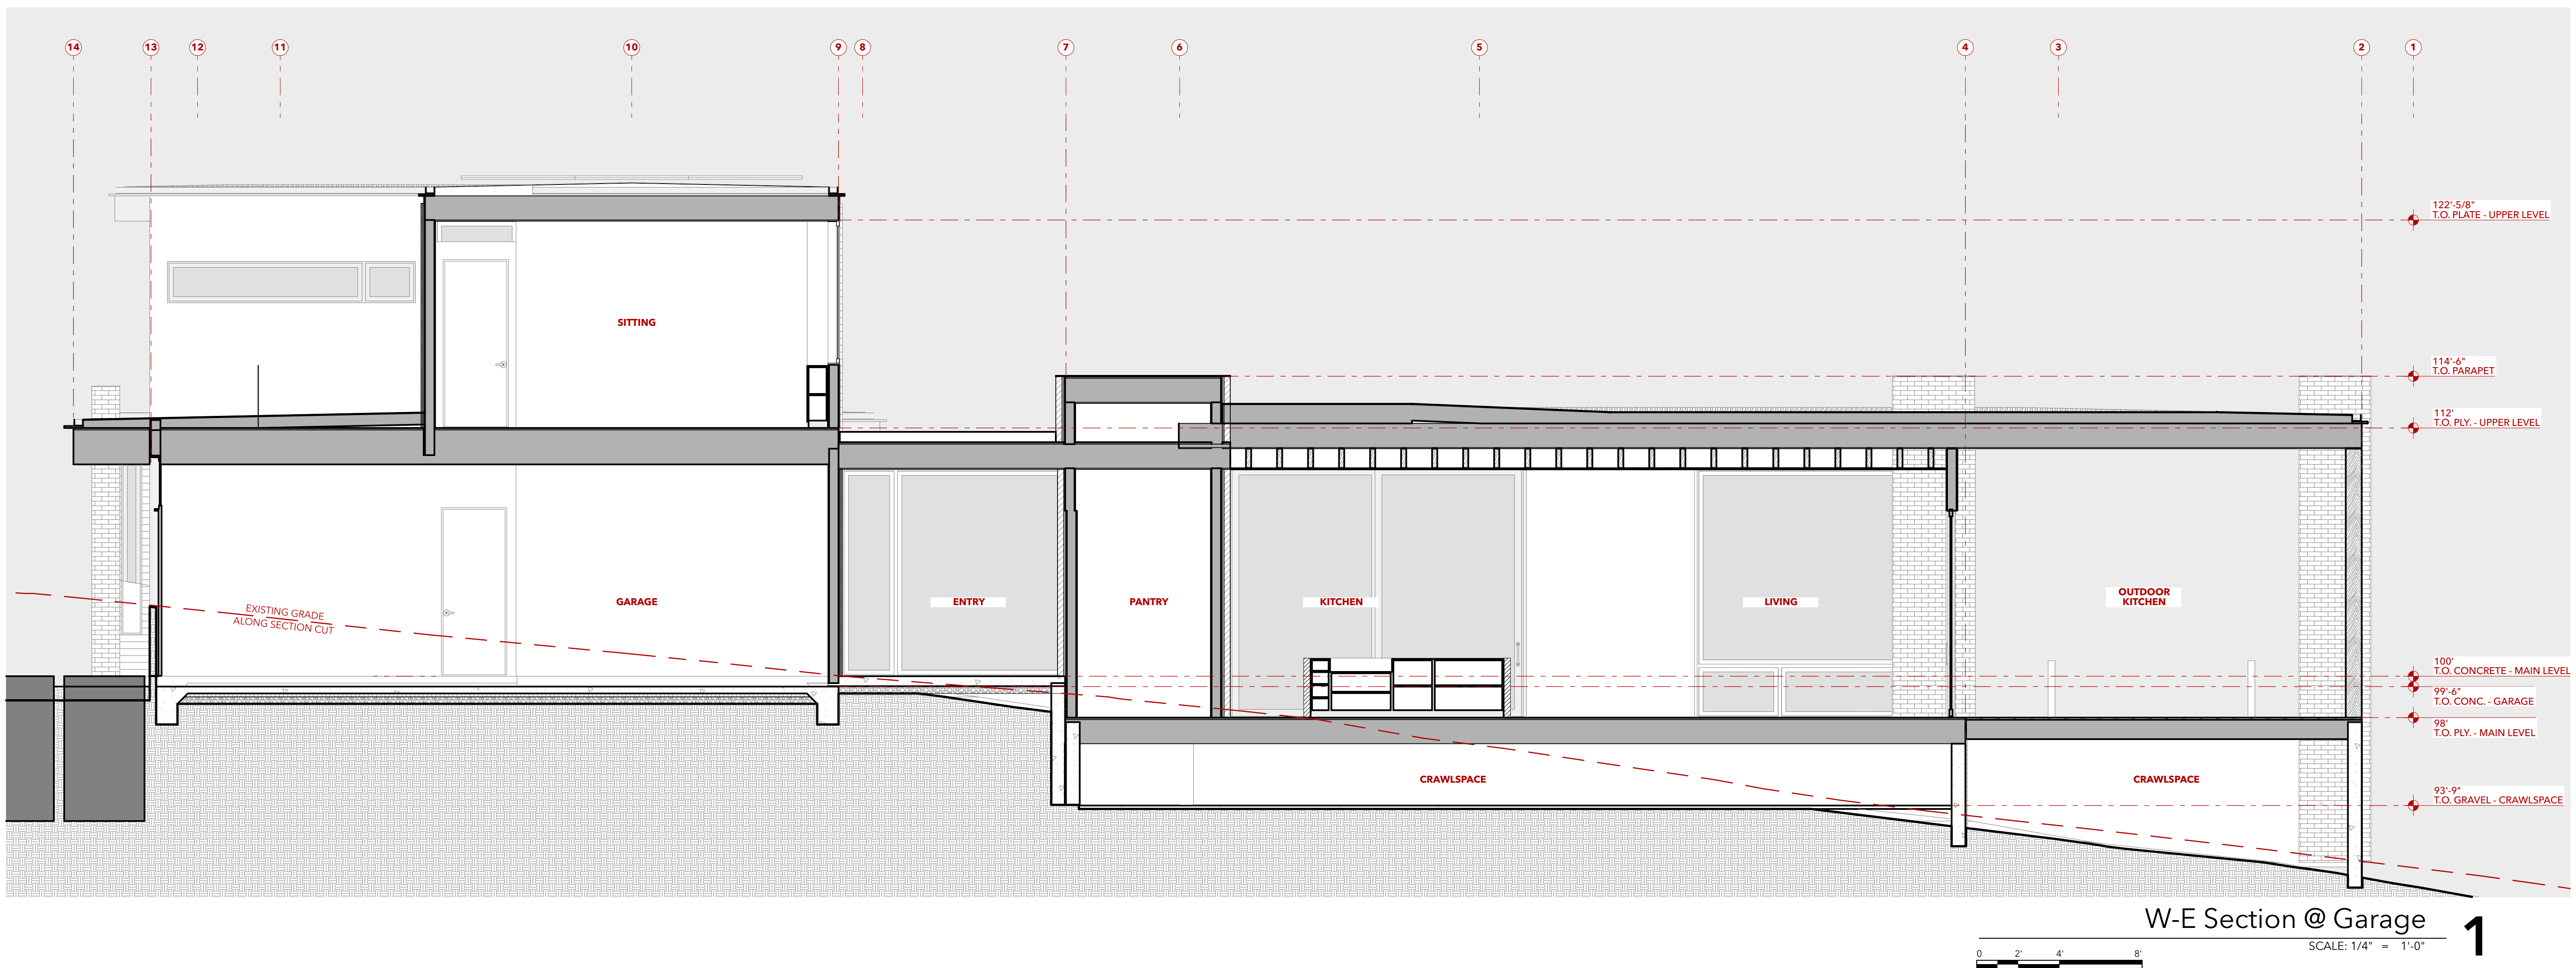 14 13 12 11 10 9 8 7 6 5 4 3 2 1
122'-5/8"
T.O. PLATE - UPPER LEVEL
SITTING
114'-6"
T.O. PARAPET
112'
T.O. PLY. - UPPER LEVEL
EXISTING GRADE
ALONG SECTION CUT
GARAGE
ENTRY
PANTRY
KITCHEN
LIVING
OUTDOOR
KITCHEN
100'
T.O. CONCRETE - MAIN LEVEL
99'-6"
T.O. CONC. - GARAGE
98'
T.O. PLY. - MAIN LEVEL
CRAWLSPACE
CRAWLSPACE
93'-9"
T.O. GRAVEL - CRAWLSPACE
W-E Section @ Garage
1
SCALE: 1/4" = 1'-0"
0 2' 4' 8'